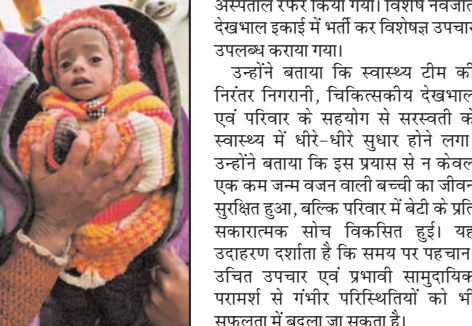 अस्पताल रेफर किया गया। विशेष नवजात
देखभाल इकाई में भर्ती कर विशेषज्ञ उपचार
उपलब्ध कराया गया।
उन्होंने बताया कि स्वास्थ्य टीम की
निरंतर निगरानी, चिकित्सकीय देखभाल
एवं परिवार के सहयोग से सरस्वती के
स्वास्थ्य में धीरे-धीरे सुधार होने लगा
उन्होंने बताया कि इस प्रयास से न केवल
एक कम जन्म वजन वाली बच्ची का जीवन
सुरक्षित हुआ, बल्कि परिवार में बेटी के प्रति
सकारात्मक सोच विकसित हुई। यह
उदाहरण दर्शाता है कि समय पर पहचान
उचित उपचार एवं प्रभावी सामुदायिक
परामर्श से गंभीर परिस्थितियों को भी
सफलता में बदला जा सकता है।